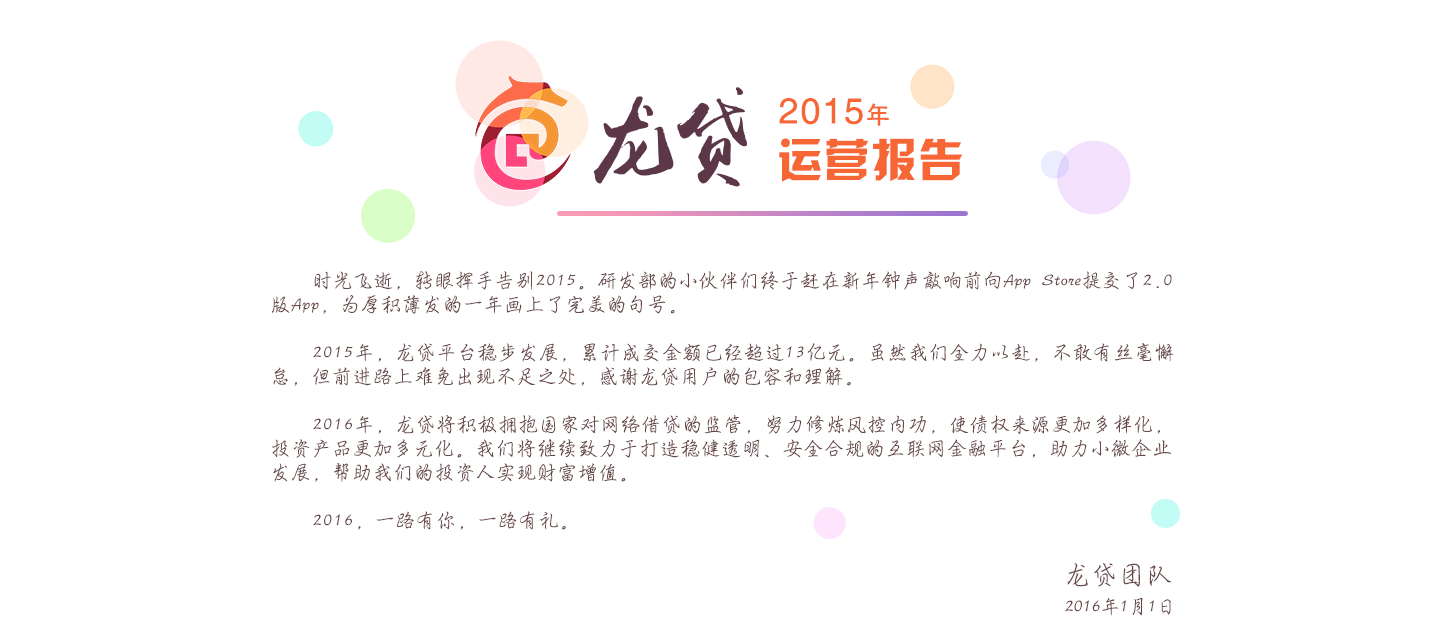 龙贷
2015年
运营报告
时光飞逝，转眼挥手告别2015。研发部的小伙伴们终于赶在新年钟声敲响前向App Store提交了2.0
版App，为厚积薄发的一年画上了完美的句号。
2015年，龙贷平台稳步发展，累计成交金额已经超过13亿元。虽然我们全力以赴，不敢有丝毫懈
怠，但前进路上难免出现不足之处，感谢龙贷用户的包容和理解。
2016年，龙贷将积极拥抱国家对网络借贷的监管，努力修炼风控内功，使债权来源更加多样化，
投资产品更加多元化。我们将继续致力于打造稳健透明、安全合规的互联网金融平台，助力小微企业
发展，帮助我们的投资人实现财富增值。
2016，一路有你，一路有礼。
龙贷团队
2016年1月1日